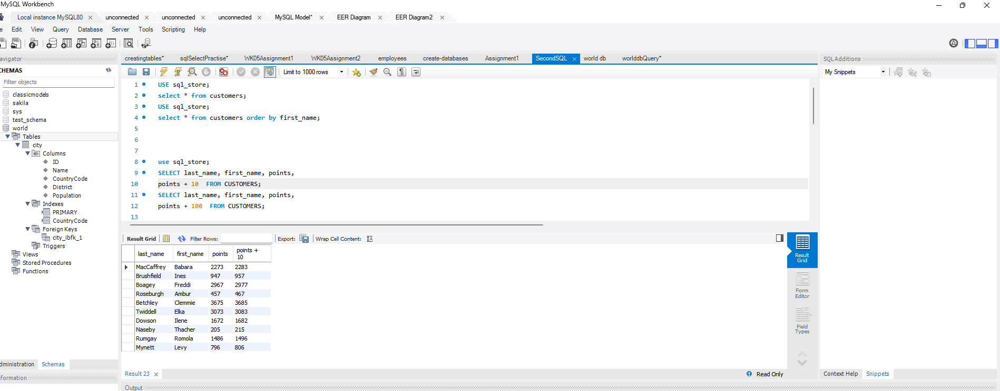 MySQL Workbench
Local instance MySQL80 unconnected unconnected unconnected MySQL Model* EER Diagram EER Diagram2
e Edit View Query Database Server Tools Scripting Help
creatingtables* sqlSelectPractise* WK05Assignment1 WK05Assignment2 employees create-databases Assignment1 SecondSQL world db worlddbQuery*
avigator
CHEMAS
Filter objects
classicmodels
sakila
sys
test_schema
world
Tables
city
Columns
ID
Name
CountryCode
District
Population
Indexes
PRIMARY
CountryCode
Foreign Keys
city_ibfk_1
Triggers
Views
Stored Procedures
Functions
dministration Schemas
nformation
Limit to 1000 rows
1 USE sql_store;
2 select * from customers;
3 USE sql_store;
4 select * from customers order by first_name;
5
6
7
8 use sql_store;
9 SELECT last_name, first_name, points,
10 points + 10 FROM CUSTOMERS;
11 SELECT last_name, first_name, points,
12 points + 100 FROM CUSTOMERS;
13
Result Grid Filter Rows: Export: Wrap Cell Content:
last_name first_name points points + 10
MacCaffrey Babara 2273 2283
Brushfield Ines 947 957
Boagey Freddi 2967 2977
Roseburgh Ambur 457 467
Betchley Clemmie 3675 3685
Twiddell Elka 3073 3083
Dowson Ilene 1672 1682
Naseby Thacher 205 215
Rumgay Romola 1486 1496
Mynett Levy 796 806
Result Grid
Form Editor
Field Types
Result 23
Read Only
Output
SQLAdditions
My Snippets
Context Help Snippets